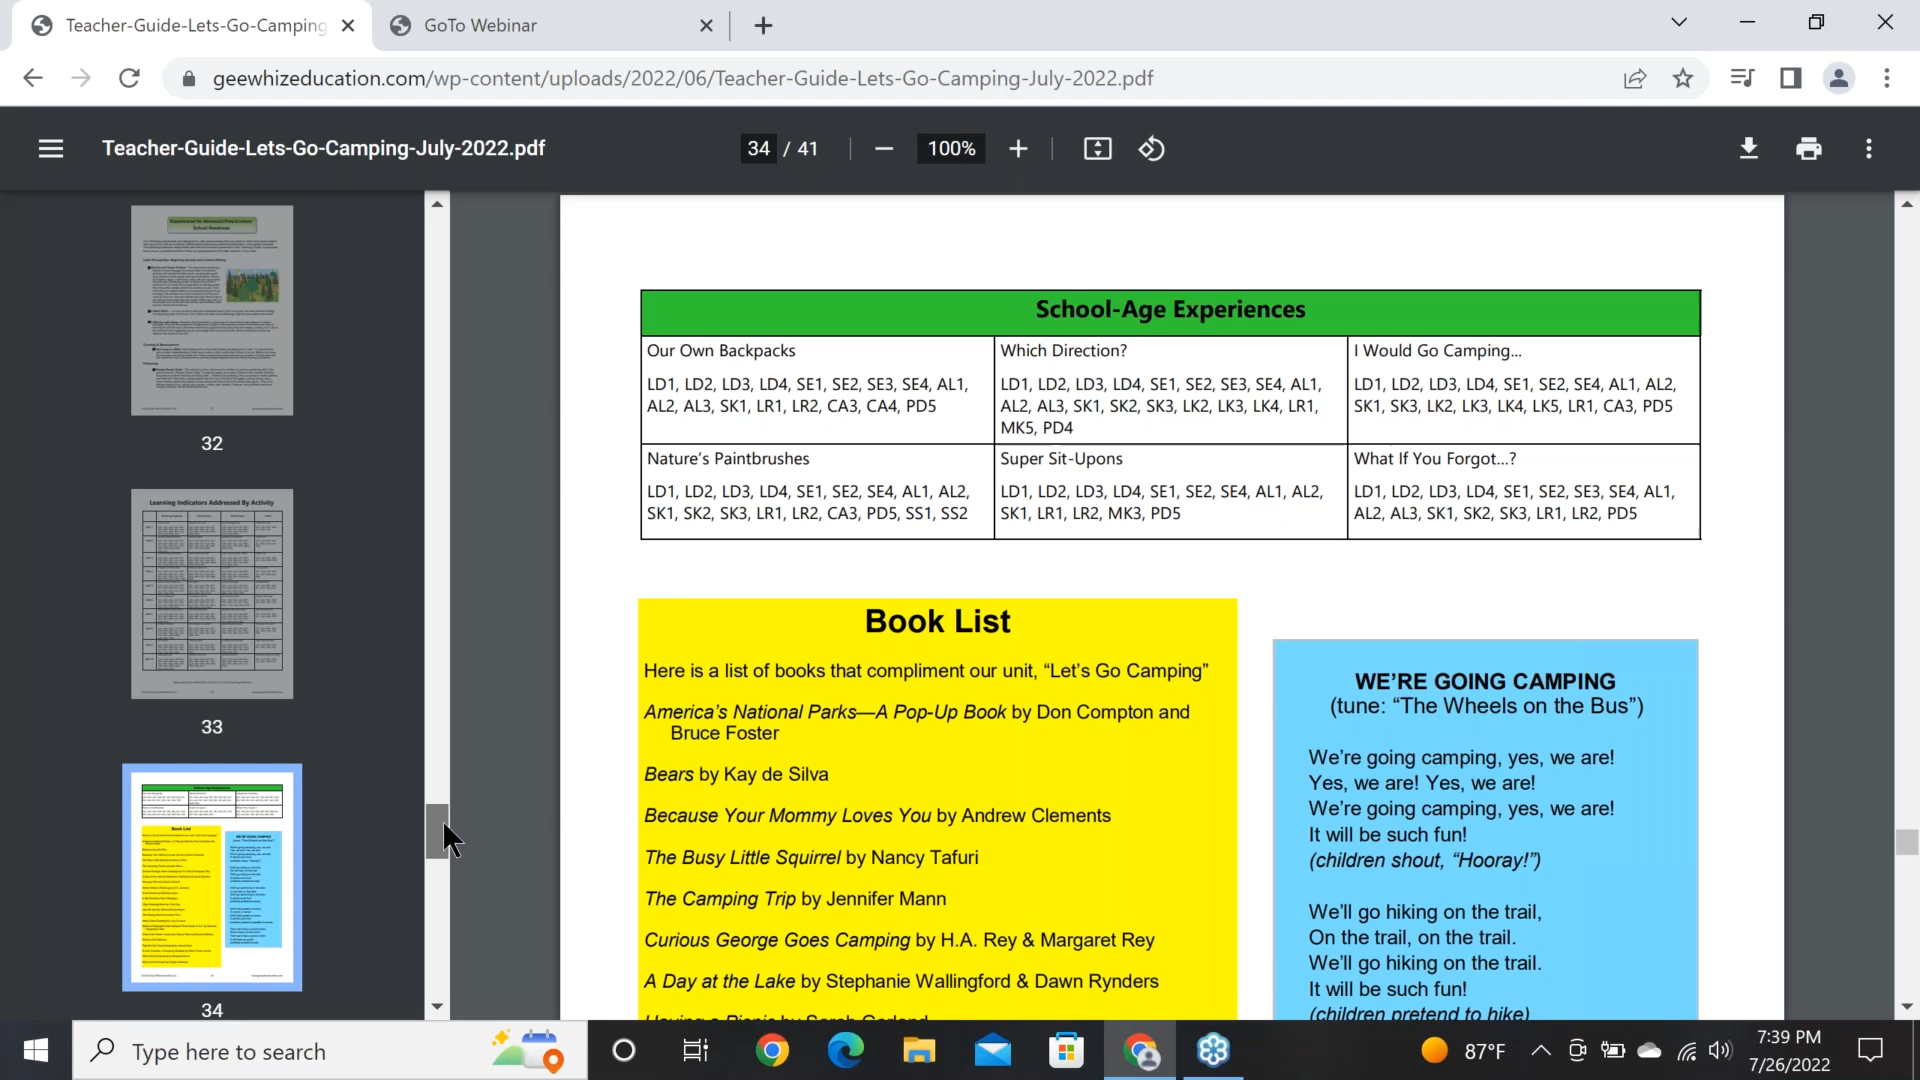 Teacher-Guide-Lets-Go-Camping
GoTo Webinar
geewhizeducation.com/wp-content/uploads/2022/06/Teacher-Guide-Lets-Go-Camping-July-2022.pdf
Teacher-Guide-Lets-Go-Camping-July-2022.pdf
34 / 41
100%
32
Learning Indicators Addressed By Activity
33
34
School-Age Experiences
Our Own Backpacks
LD1, LD2, LD3, LD4, SE1, SE2, SE3, SE4, AL1,
AL2, AL3, SK1, LR1, LR2, CA3, CA4, PD5
Which Direction?
LD1, LD2, LD3, LD4, SE1, SE2, SE3, SE4, AL1,
AL2, AL3, SK1, SK2, SK3, LK2, LK3, LK4, LR1,
MK5, PD4
I Would Go Camping...
LD1, LD2, LD3, LD4, SE1, SE2, SE4, AL1, AL2,
SK1, SK3, LK2, LK3, LK4, LK5, LR1, CA3, PD5
Nature's Paintbrushes
LD1, LD2, LD3, LD4, SE1, SE2, SE4, AL1, AL2,
SK1, SK2, SK3, LR1, LR2, CA3, PD5, SS1, SS2
Super Sit-Upons
LD1, LD2, LD3, LD4, SE1, SE2, SE4, AL1, AL2,
SK1, LR1, LR2, MK3, PD5
What If You Forgot...?
LD1, LD2, LD3, LD4, SE1, SE2, SE3, SE4, AL1,
AL2, AL3, SK1, SK2, SK3, LR1, LR2, PD5
Book List
Here is a list of books that compliment our unit, “Let’s Go Camping”
America’s National Parks—A Pop-Up Book by Don Compton and
Bruce Foster
Bears by Kay de Silva
Because Your Mommy Loves You by Andrew Clements
The Busy Little Squirrel by Nancy Tafuri
The Camping Trip by Jennifer Mann
Curious George Goes Camping by H.A. Rey & Margaret Rey
A Day at the Lake by Stephanie Wallingford & Dawn Rynders
Having a Picnic by Sarah Garland
WE’RE GOING CAMPING
(tune: “The Wheels on the Bus”)
We’re going camping, yes, we are!
Yes, we are! Yes, we are!
We’re going camping, yes, we are!
It will be such fun!
(children shout, “Hooray!”)
We’ll go hiking on the trail,
On the trail, on the trail.
We’ll go hiking on the trail.
It will be such fun!
(children pretend to hike)
Type here to search
87°F
7:39 PM
7/26/2022